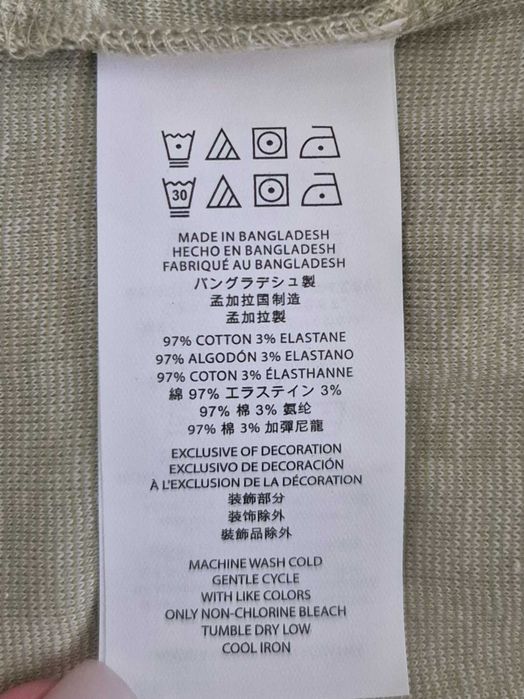 30
MADE IN BANGLADESH
HECHO EN BANGLADESH
FABRIQUÉ AU BANGLADESH
バングラデシュ製
孟加拉国制造
孟加拉製
97% COTTON 3% ELASTANE
97% ALGODÓN 3% ELASTANO
97% COTON 3% ÉLASTHANNE
綿 97% エラステイン 3%
97% 棉 3% 氨纶
97% 棉 3% 加彈尼龍
EXCLUSIVE OF DECORATION
EXCLUSIVO DE DECORACIÓN
À L'EXCLUSION DE LA DÉCORATION
装飾部分
装饰除外
裝飾品除外
MACHINE WASH COLD
GENTLE CYCLE
WITH LIKE COLORS
ONLY NON-CHLORINE BLEACH
TUMBLE DRY LOW
COOL IRON